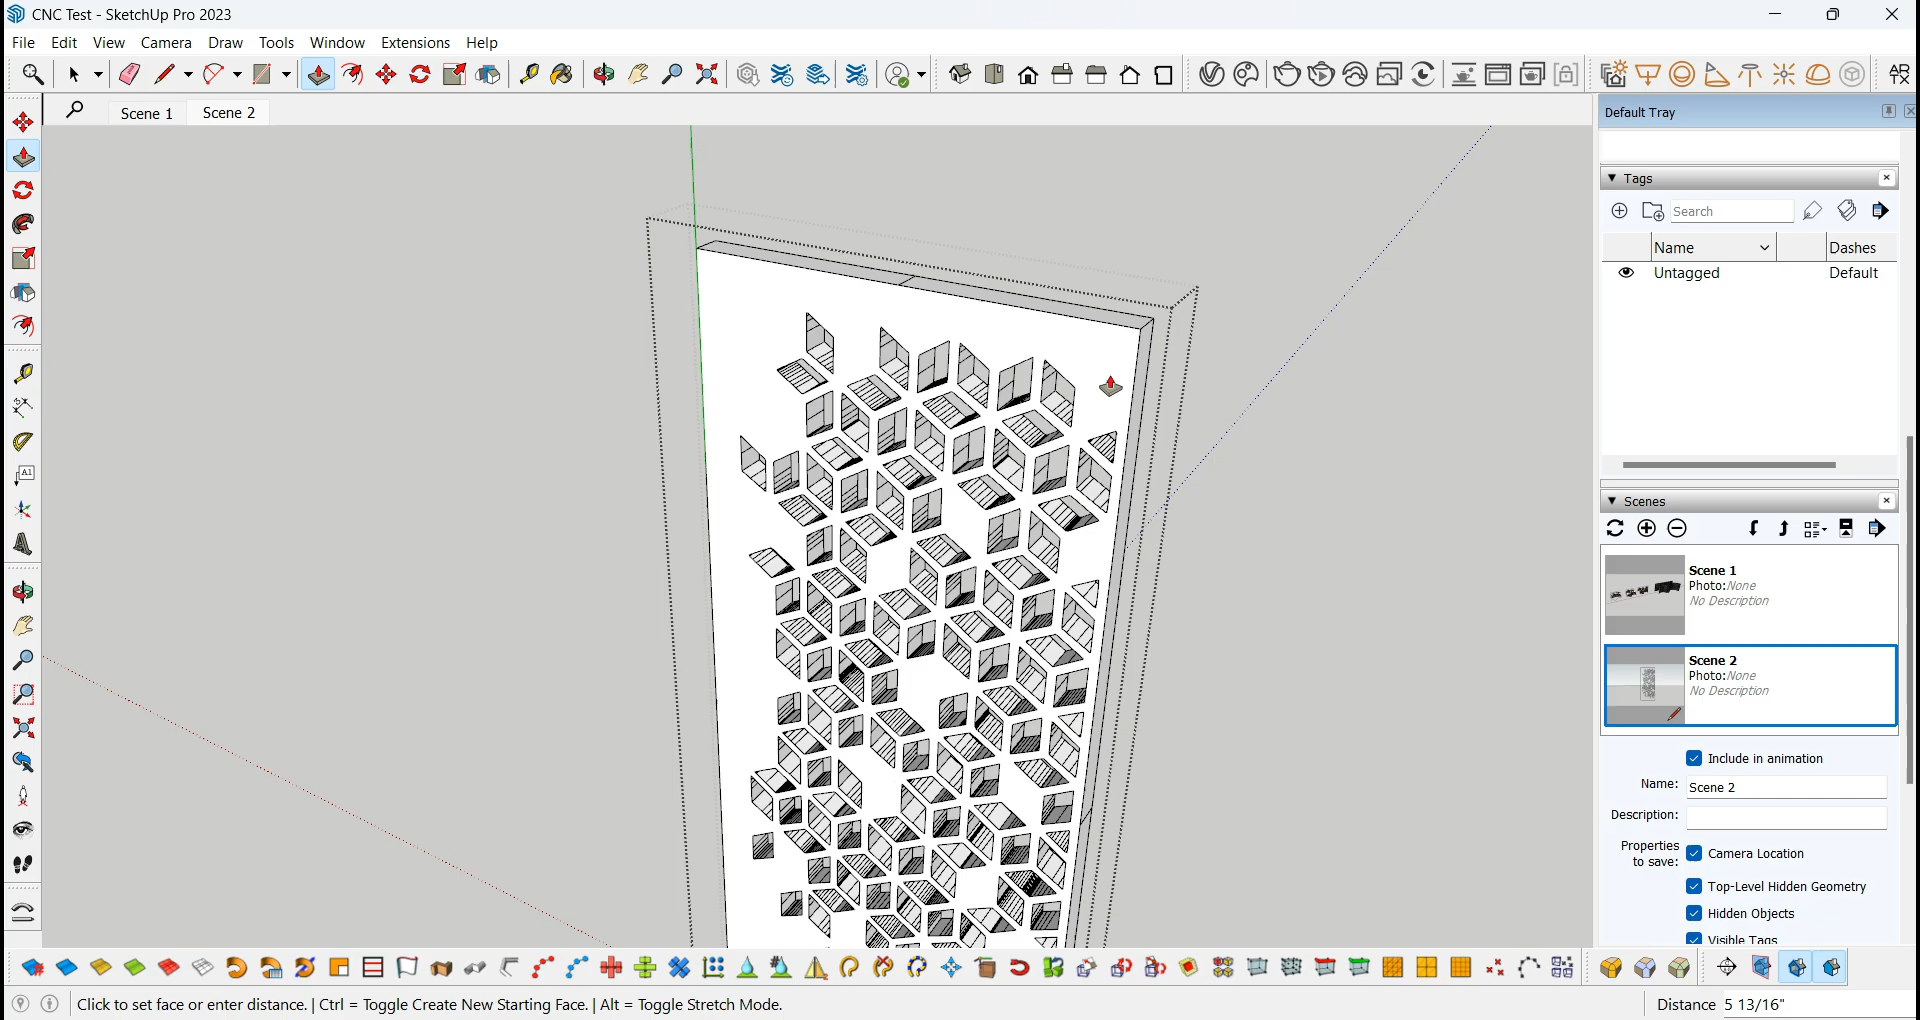 CNC Test - SketchUp Pro 2023
File Edit View Camera Draw Tools Window Extensions Help
Scene 1 Scene 2
Default Tray
Tags
Search
Name Dashes
Untagged Default
Scenes
Scene 1
Photo:None
No Description
Scene 2
Photo:None
No Description
Include in animation
Name: Scene 2
Description:
Properties to save: Camera Location
Top-Level Hidden Geometry
Hidden Objects
Visible Tags
A1
Click to set face or enter distance. | Ctrl = Toggle Create New Starting Face. | Alt = Toggle Stretch Mode.
Distance 5 13/16"